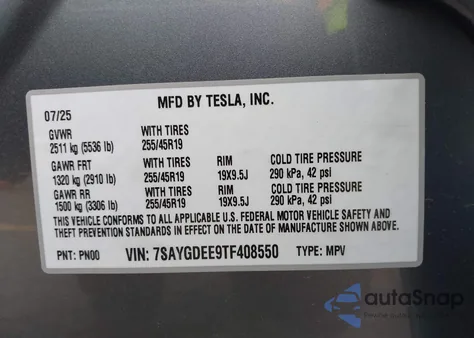 MFD BY TESLA, INC.
07/25
GVWR WITH TIRES
2511 kg (5536 lb) 255/45R19
GAWR FRT WITH TIRES RIM COLD TIRE PRESSURE
1320 kg (2910 lb) 255/45R19 19X9.5J 290 kPa, 42 psi
GAWR RR WITH TIRES RIM COLD TIRE PRESSURE
1500 kg (3306 lb) 255/45R19 19X9.5J 290 kPa, 42 psi
THIS VEHICLE CONFORMS TO ALL APPLICABLE U.S. FEDERAL MOTOR VEHICLE SAFETY AND
THEFT PREVENTION STANDARDS IN EFFECT ON THE DATE OF MANUFACTURE SHOWN ABOVE.
PNT: PN00 VIN: 7SAYGDEE9TF408550 TYPE: MPV
autoSnap